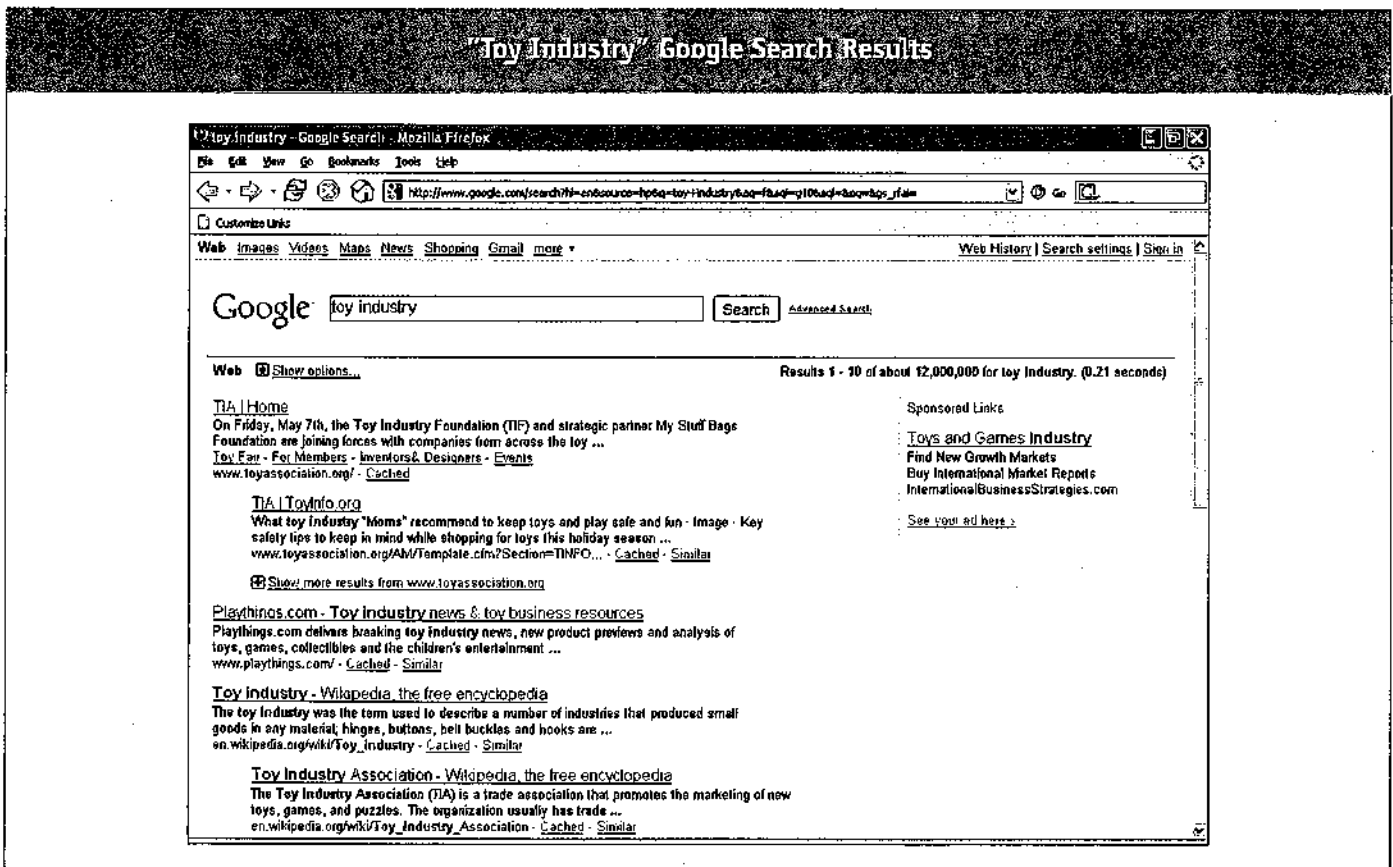 "Toy Industry" Google Search Results
toy industry - Google Search - Mozilla Firefox
File Edit View Go Bookmarks Tools Help
Go
Customize Links
Web Images Videos Maps News Shopping Gmail more
Web History | Search settings | Sign in
Google toy industry Search Advanced Search
Web Show options...
Results 1 - 10 of about 12,000,000 for toy industry. (0.21 seconds)
TIA | Home
On Friday, May 7th, the Toy Industry Foundation (TIF) and strategic partner My Stuff Bags
Foundation are joining forces with companies from across the toy ...
Toy Fair - For Members - Inventors& Designers - Events
www.toyassociation.org/ - Cached
TIA | ToyInfo.org
What toy industry "Moms" recommend to keep toys and play safe and fun · Image · Key
safety tips to keep in mind while shopping for toys this holiday season ...
www.toyassociation.org/AM/Template.cfm?Section=TINFO... - Cached - Similar
Show more results from www.toyassociation.org
Playthings.com - Toy industry news & toy business resources
Playthings.com delivers breaking toy industry news, new product previews and analysis of
toys, games, collectibles and the children's entertainment ...
www.playthings.com/ - Cached - Similar
Toy industry - Wikipedia, the free encyclopedia
The toy industry was the term used to describe a number of industries that produced small
goods in any material; hinges, buttons, belt buckles and hooks are ...
en.wikipedia.org/wiki/Toy_industry - Cached - Similar
Toy Industry Association - Wikipedia, the free encyclopedia
The Toy Industry Association (TIA) is a trade association that promotes the marketing of new
toys, games, and puzzles. The organization usually has trade ...
en.wikipedia.org/wiki/Toy_Industry_Association - Cached - Similar
Sponsored Links
Toys and Games Industry
Find New Growth Markets
Buy International Market Reports
InternationalBusinessStrategies.com
See your ad here >